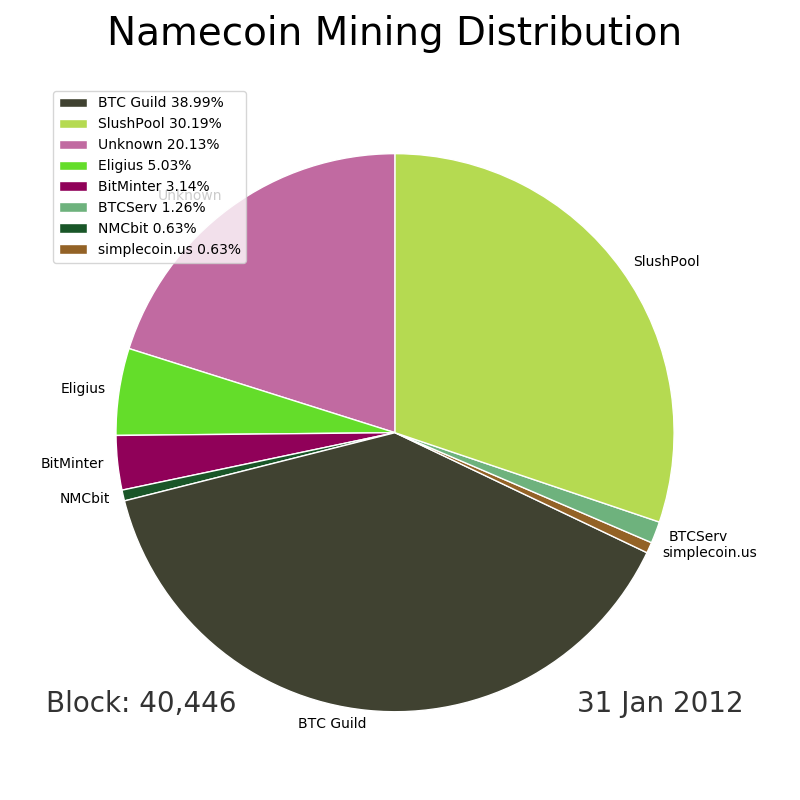 Namecoin Mining Distribution
BTC Guild 38.99%
SlushPool 30.19%
Unknown 20.13%
Eligius 5.03%
BitMinter 3.14%
BTCServ 1.26%
NMCbit 0.63%
simplecoin.us 0.63%
Unknown
SlushPool
Eligius
BitMinter
NMCbit
BTCServ
simplecoin.us
BTC Guild
Block: 40,446
31 Jan 2012